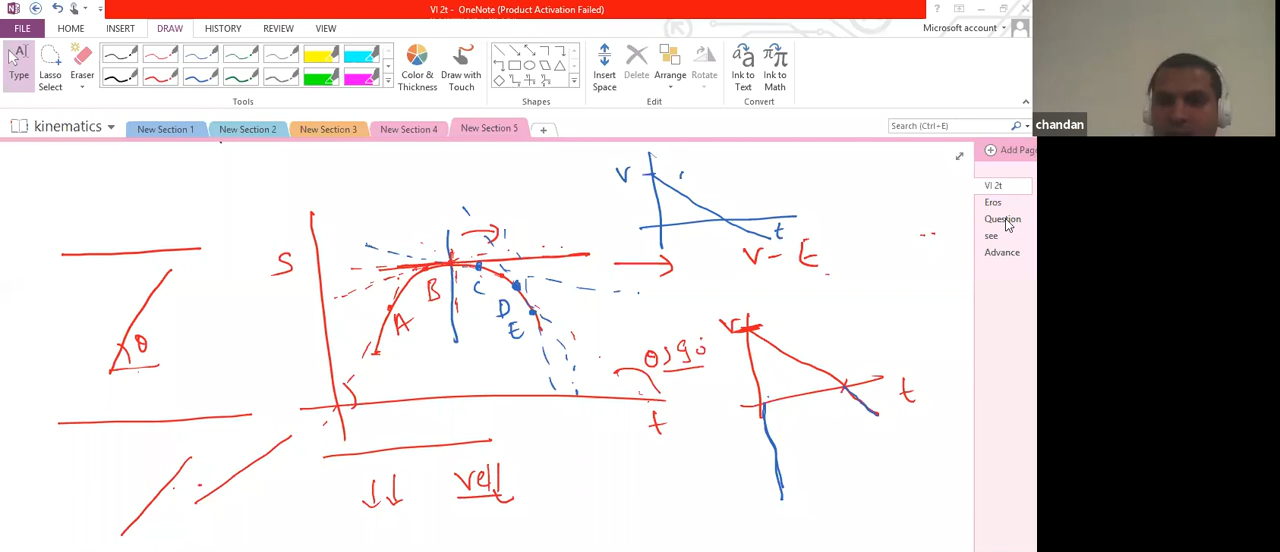 VI 2t - OneNote (Product Activation Failed)
FILE
HOME
INSERT
DRAW
HISTORY
REVIEW
VIEW
Microsoft account
Type
Lasso Select
Eraser
Color & Thickness
Draw with Touch
Insert Space
Delete
Arrange
Rotate
Ink to Text
Ink to Math
Tools
Shapes
Edit
Convert
chandan
kinematics
New Section 1
New Section 2
New Section 3
New Section 4
New Section 5
Search (Ctrl+E)
Add Page
VI 2t
Eros
Question
see
Advance
V
t
S
V - E
B
C
A
D
E
θ
θ > 90
V
t
t
↓↓ vell